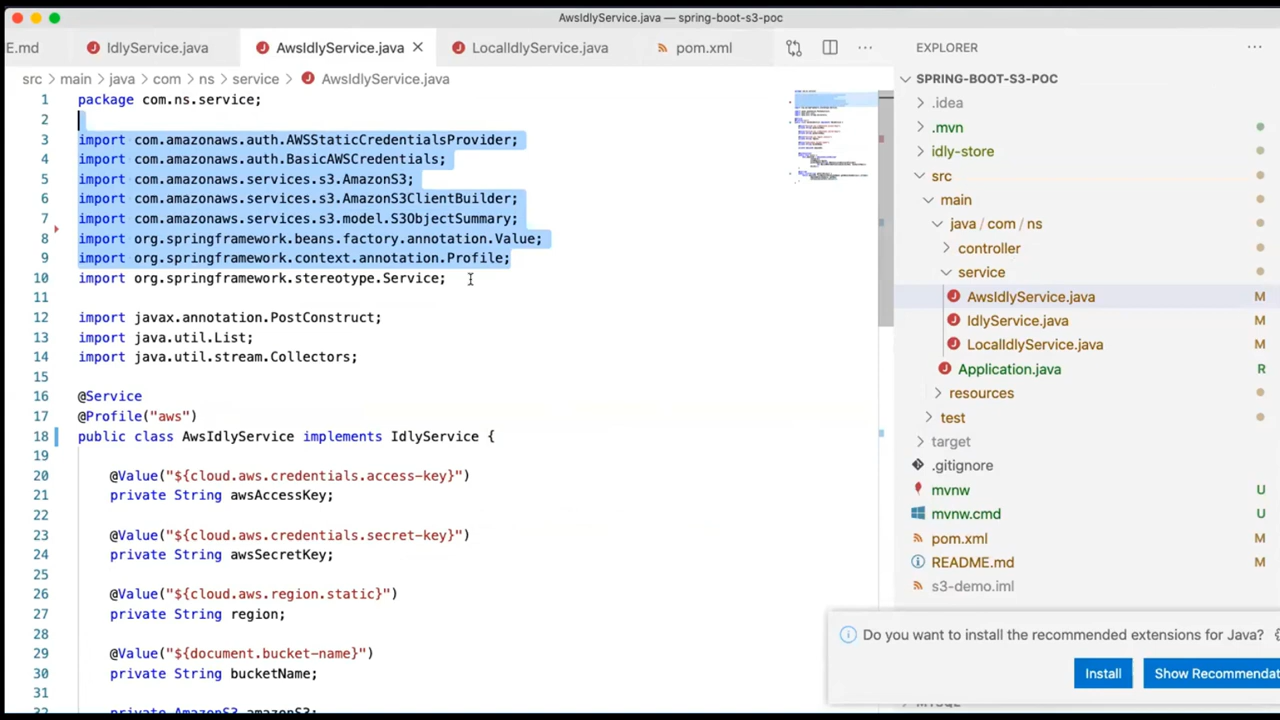 AwsIdlyService.java — spring-boot-s3-poc
E.md IdlyService.java AwsIdlyService.java LocalIdlyService.java pom.xml
src > main > java > com > ns > service > AwsIdlyService.java
1 package com.ns.service;
2
3 import com.amazonaws.auth.AWSStaticCredentialsProvider;
4 import com.amazonaws.auth.BasicAWSCredentials;
5 import com.amazonaws.services.s3.AmazonS3;
6 import com.amazonaws.services.s3.AmazonS3ClientBuilder;
7 import com.amazonaws.services.s3.model.S3ObjectSummary;
8 import org.springframework.beans.factory.annotation.Value;
9 import org.springframework.context.annotation.Profile;
10 import org.springframework.stereotype.Service;
11
12 import javax.annotation.PostConstruct;
13 import java.util.List;
14 import java.util.stream.Collectors;
15
16 @Service
17 @Profile("aws")
18 public class AwsIdlyService implements IdlyService {
19
20 @Value("${cloud.aws.credentials.access-key}")
21 private String awsAccessKey;
22
23 @Value("${cloud.aws.credentials.secret-key}")
24 private String awsSecretKey;
25
26 @Value("${cloud.aws.region.static}")
27 private String region;
28
29 @Value("${document.bucket-name}")
30 private String bucketName;
31
32 private AmazonS3 amazonS3;
EXPLORER
SPRING-BOOT-S3-POC
.idea
.mvn
idly-store
src
main
java / com / ns
controller
service
AwsIdlyService.java M
IdlyService.java M
LocalIdlyService.java M
Application.java R
resources
test
target
.gitignore
mvnw U
mvnw.cmd U
pom.xml M
README.md M
s3-demo.iml
Do you want to install the recommended extensions for Java?
Install Show Recommendat
MYSQL